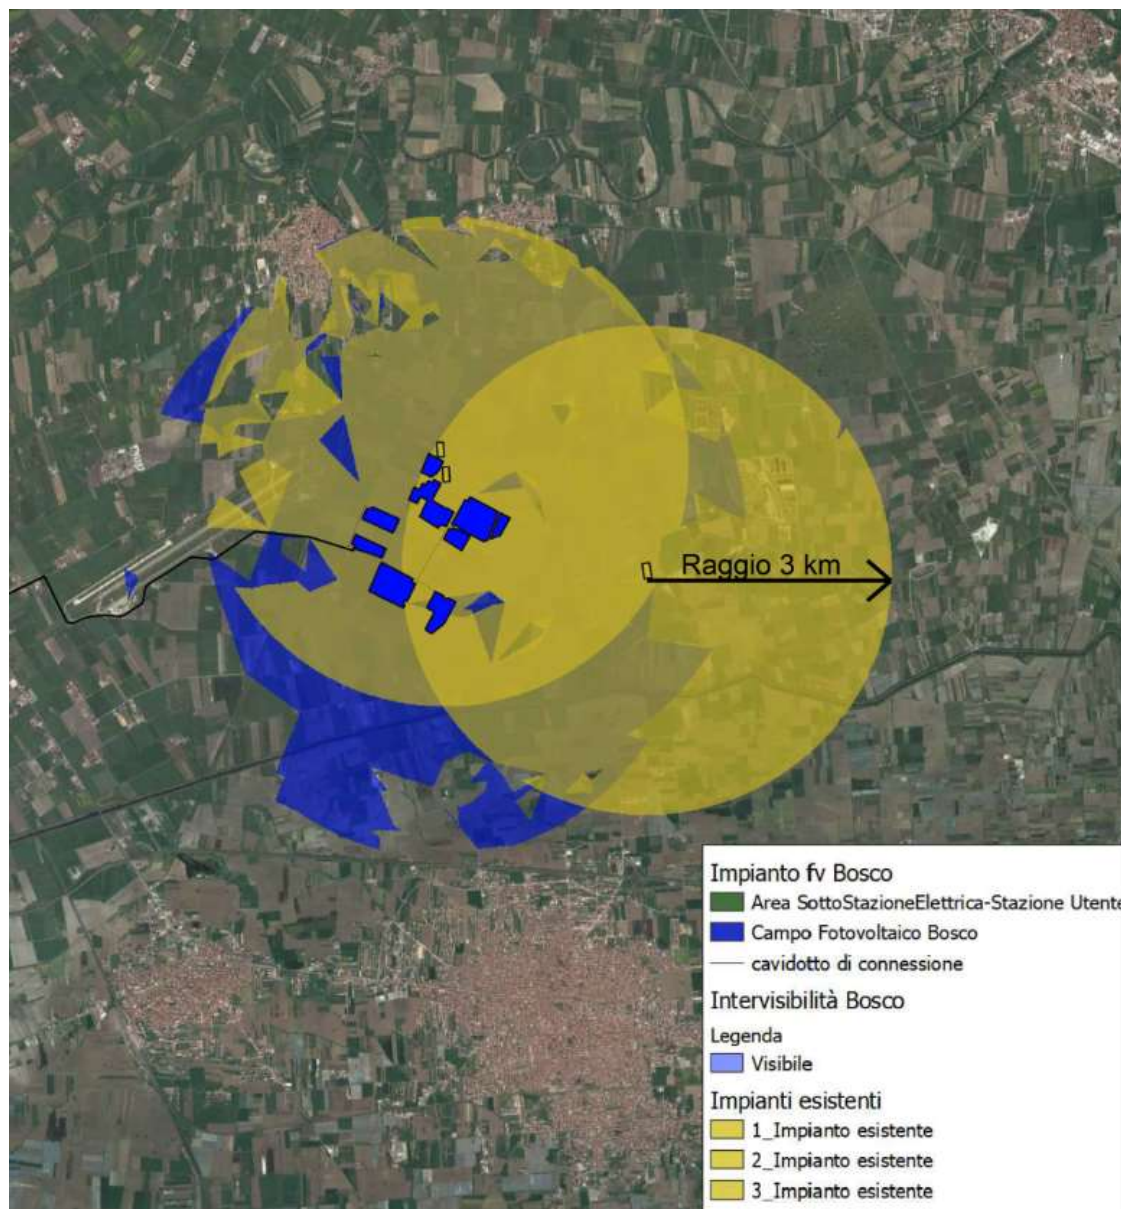 Raggio 3 km
Impianto fv Bosco
Area SottoStazioneElettrica-Stazione Utente
Campo Fotovoltaico Bosco
cavidotto di connessione
Intervisibilità Bosco
Legenda
Visibile
Impianti esistenti
1_Impianto esistente
2_Impianto esistente
3_Impianto esistente